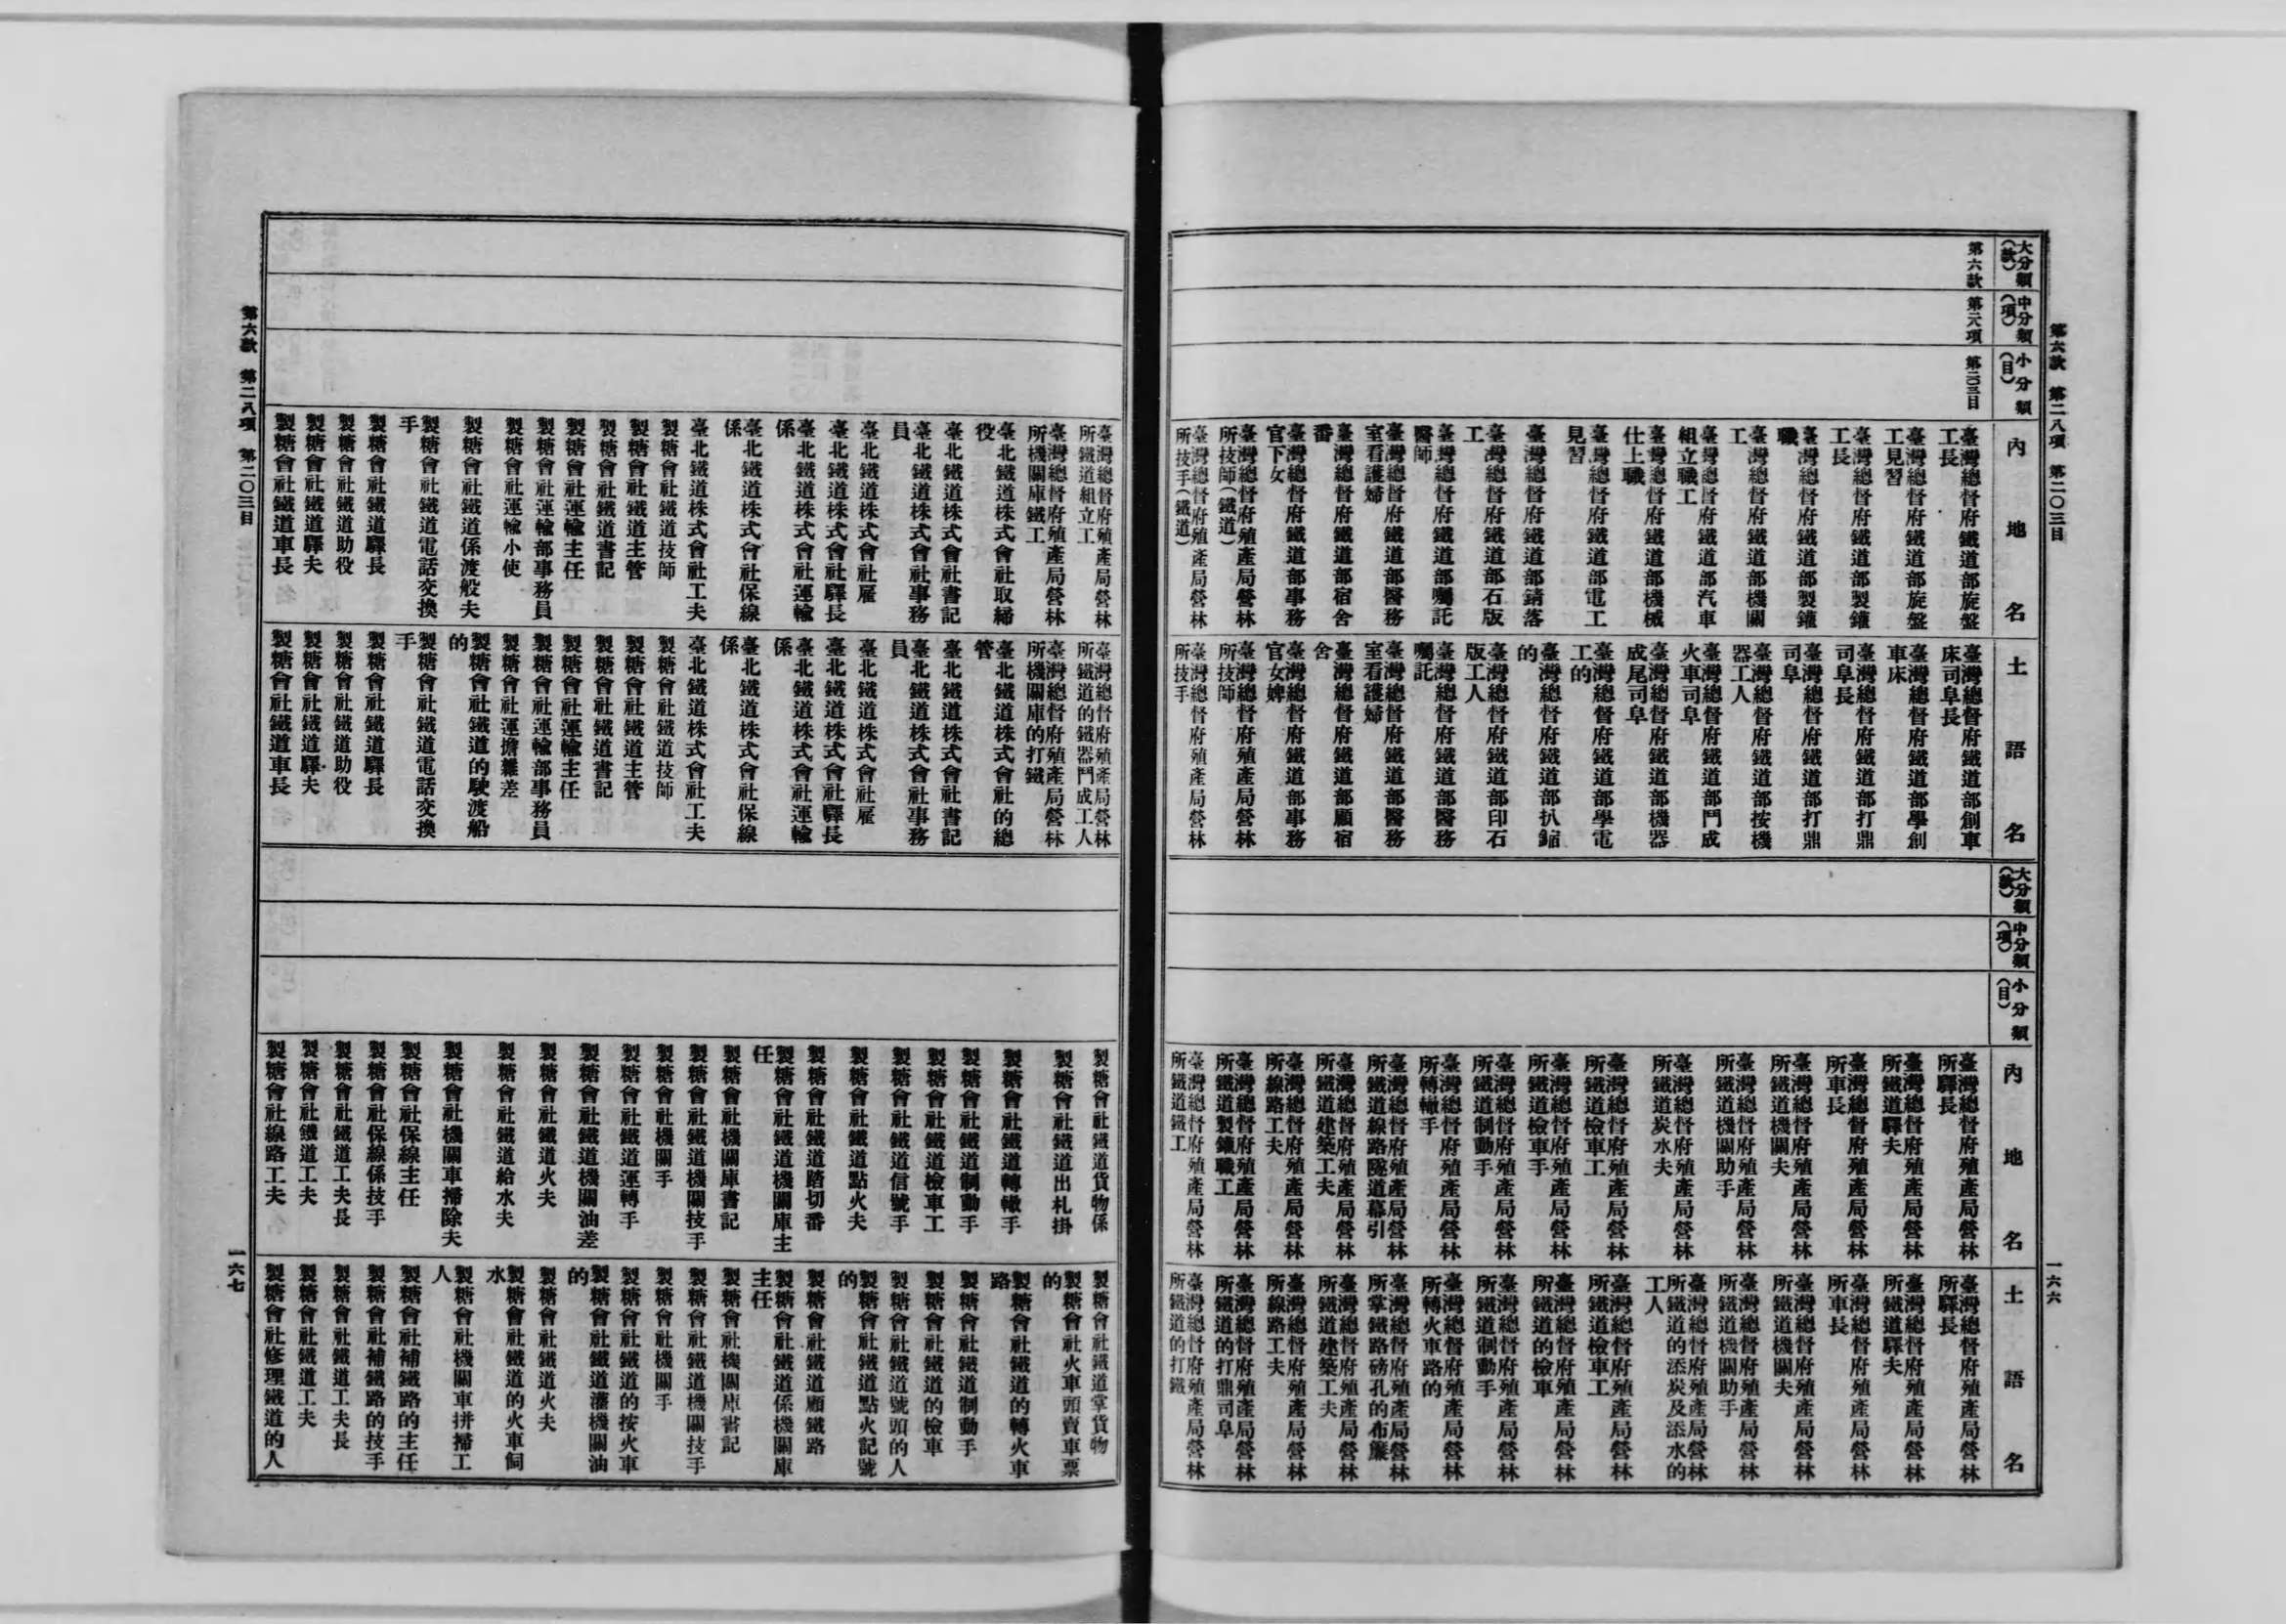 第六款　第二八項　第二〇三目
一六六
大分類(款)
中分類(項)
小分類(目)
內地名
土語名
第六款
第二八項
第二〇三目
臺灣總督府鐵道部旋盤
工長
臺灣總督府鐵道部旋盤
工見習
臺灣總督府鐵道部製鑵
工長
臺灣總督府鐵道部製鑵
職
臺灣總督府鐵道部機關
工
臺灣總督府鐵道部汽車
組立職工
臺灣總督府鐵道部機械
仕上職
臺灣總督府鐵道部電工
見習
臺灣總督府鐵道部錆落
臺灣總督府鐵道部石版
工
臺灣總督府鐵道部囑託
醫師
臺灣總督府鐵道部醫務
室看護婦
臺灣總督府鐵道部宿舍
番
臺灣總督府鐵道部事務
官下女
臺灣總督府殖產局營林
所技師(鐵道)
臺灣總督府殖產局營林
所技手(鐵道)
臺灣總督府鐵道部創車
床司阜長
臺灣總督府鐵道部學創
車床
臺灣總督府鐵道部打鼎
司阜長
臺灣總督府鐵道部打鼎
司阜
臺灣總督府鐵道部按機
器工人
臺灣總督府鐵道部鬥成
火車司阜
臺灣總督府鐵道部機器
成尾司阜
臺灣總督府鐵道部學電
工的
臺灣總督府鐵道部扒鏥
的
臺灣總督府鐵道部印石
版工人
臺灣總督府鐵道部醫務
囑託
臺灣總督府鐵道部醫務
室看護婦
臺灣總督府鐵道部顧宿
舍
臺灣總督府鐵道部事務
官女婢
臺灣總督府殖產局營林
所技師
臺灣總督府殖產局營林
所技手
大分類(款)
中分類(項)
小分類(目)
內地名
土語名
臺灣總督府殖產局營林
所驛長
臺灣總督府殖產局營林
所鐵道驛夫
臺灣總督府殖產局營林
所車長
臺灣總督府殖產局營林
所鐵道機關夫
臺灣總督府殖產局營林
所鐵道機關助手
臺灣總督府殖產局營林
所鐵道炭水夫
臺灣總督府殖產局營林
所鐵道檢車工
臺灣總督府殖產局營林
所鐵道檢車手
臺灣總督府殖產局營林
所鐵道制動手
臺灣總督府殖產局營林
所轉轍手
臺灣總督府殖產局營林
所鐵道線路隧道幕引
臺灣總督府殖產局營林
所鐵道建築工夫
臺灣總督府殖產局營林
所線路工夫
臺灣總督府殖產局營林
所鐵道製鑵職工
臺灣總督府殖產局營林
所鐵道鐵工
臺灣總督府殖產局營林
所驛長
臺灣總督府殖產局營林
所鐵道驛夫
臺灣總督府殖產局營林
所車長
臺灣總督府殖產局營林
所鐵道機關夫
臺灣總督府殖產局營林
所鐵道機關助手
臺灣總督府殖產局營林
所鐵道的添炭及添水的
工人
臺灣總督府殖產局營林
所鐵道檢車工
臺灣總督府殖產局營林
所鐵道的檢車
臺灣總督府殖產局營林
所鐵道制動手
臺灣總督府殖產局營林
所轉火車路的
臺灣總督府殖產局營林
所掌鐵路磅孔的布簾
臺灣總督府殖產局營林
所鐵道建築工夫
臺灣總督府殖產局營林
所線路工夫
臺灣總督府殖產局營林
所鐵道的打鼎司阜
臺灣總督府殖產局營林
所鐵道的打鐵
臺灣總督府殖產局營林
所鐵道組立工
臺灣總督府殖產局營林
所機關庫鐵工
臺北鐵道株式會社取締
役
臺北鐵道株式會社書記
臺北鐵道株式會社事務
員
臺北鐵道株式會社雇
臺北鐵道株式會社驛長
臺北鐵道株式會社運輸
係
臺北鐵道株式會社保線
係
臺北鐵道株式會社工夫
製糖會社鐵道技師
製糖會社鐵道主管
製糖會社鐵道書記
製糖會社運輸主任
製糖會社運輸部事務員
製糖會社運輸小使
製糖會社鐵道係渡般夫
製糖會社鐵道電話交換
手
製糖會社鐵道驛長
製糖會社鐵道助役
製糖會社鐵道驛夫
製糖會社鐵道車長
臺灣總督府殖產局營林
所鐵道的鐵器鬥成工人
臺灣總督府殖產局營林
所機關庫的打鐵
臺北鐵道株式會社的總
管
臺北鐵道株式會社書記
臺北鐵道株式會社事務
員
臺北鐵道株式會社雇
臺北鐵道株式會社驛長
臺北鐵道株式會社運輸
係
臺北鐵道株式會社保線
係
臺北鐵道株式會社工夫
製糖會社鐵道技師
製糖會社鐵道主管
製糖會社鐵道書記
製糖會社運輸主任
製糖會社運輸部事務員
製糖會社運擔雜差
製糖會社鐵道的駛渡船
的
製糖會社鐵道電話交換
手
製糖會社鐵道驛長
製糖會社鐵道助役
製糖會社鐵道驛夫
製糖會社鐵道車長
製糖會社鐵道貨物係
製糖會社鐵道出札掛
製糖會社鐵道轉轍手
製糖會社鐵道制動手
製糖會社鐵道檢車工
製糖會社鐵道信號手
製糖會社鐵道點火夫
製糖會社鐵道踏切番
製糖會社鐵道機關庫主
任
製糖會社機關庫書記
製糖會社鐵道機關技手
製糖會社機關手
製糖會社鐵道運轉手
製糖會社鐵道機關油差
製糖會社鐵道火夫
製糖會社鐵道給水夫
製糖會社機關車掃除夫
製糖會社保線主任
製糖會社保線係技手
製糖會社鐵道工夫長
製糖會社鐵道工夫
製糖會社線路工夫
製糖會社鐵道掌貨物
製糖會社火車頭賣車票
的
製糖會社鐵道的轉火車
路
製糖會社鐵道制動手
製糖會社鐵道的檢車
製糖會社鐵道號頭的人
製糖會社鐵道點火記號
的
製糖會社鐵道顧鐵路
製糖會社鐵道係機關庫
主任
製糖會社機關庫書記
製糖會社鐵道機關技手
製糖會社機關手
製糖會社鐵道的按火車
製糖會社鐵道灌機關油
的
製糖會社鐵道火夫
製糖會社鐵道的火車飼
水
製糖會社機關車拼掃工
人
製糖會社補鐵路的主任
製糖會社補鐵路的技手
製糖會社鐵道工夫長
製糖會社鐵道工夫
製糖會社修理鐵道的人
第六款　第二八項　第二〇三目
一六七